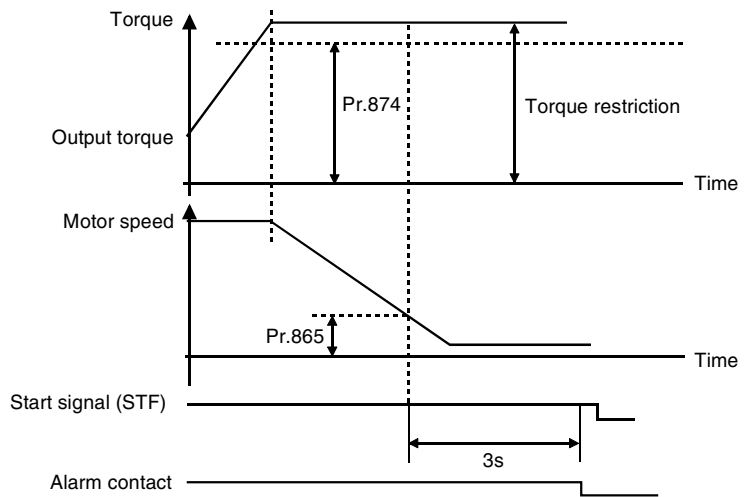 Torque
Pr.874
Torque restriction
Output torque
Time
Motor speed
Pr.865
Time
Start signal (STF)
3s
Alarm contact